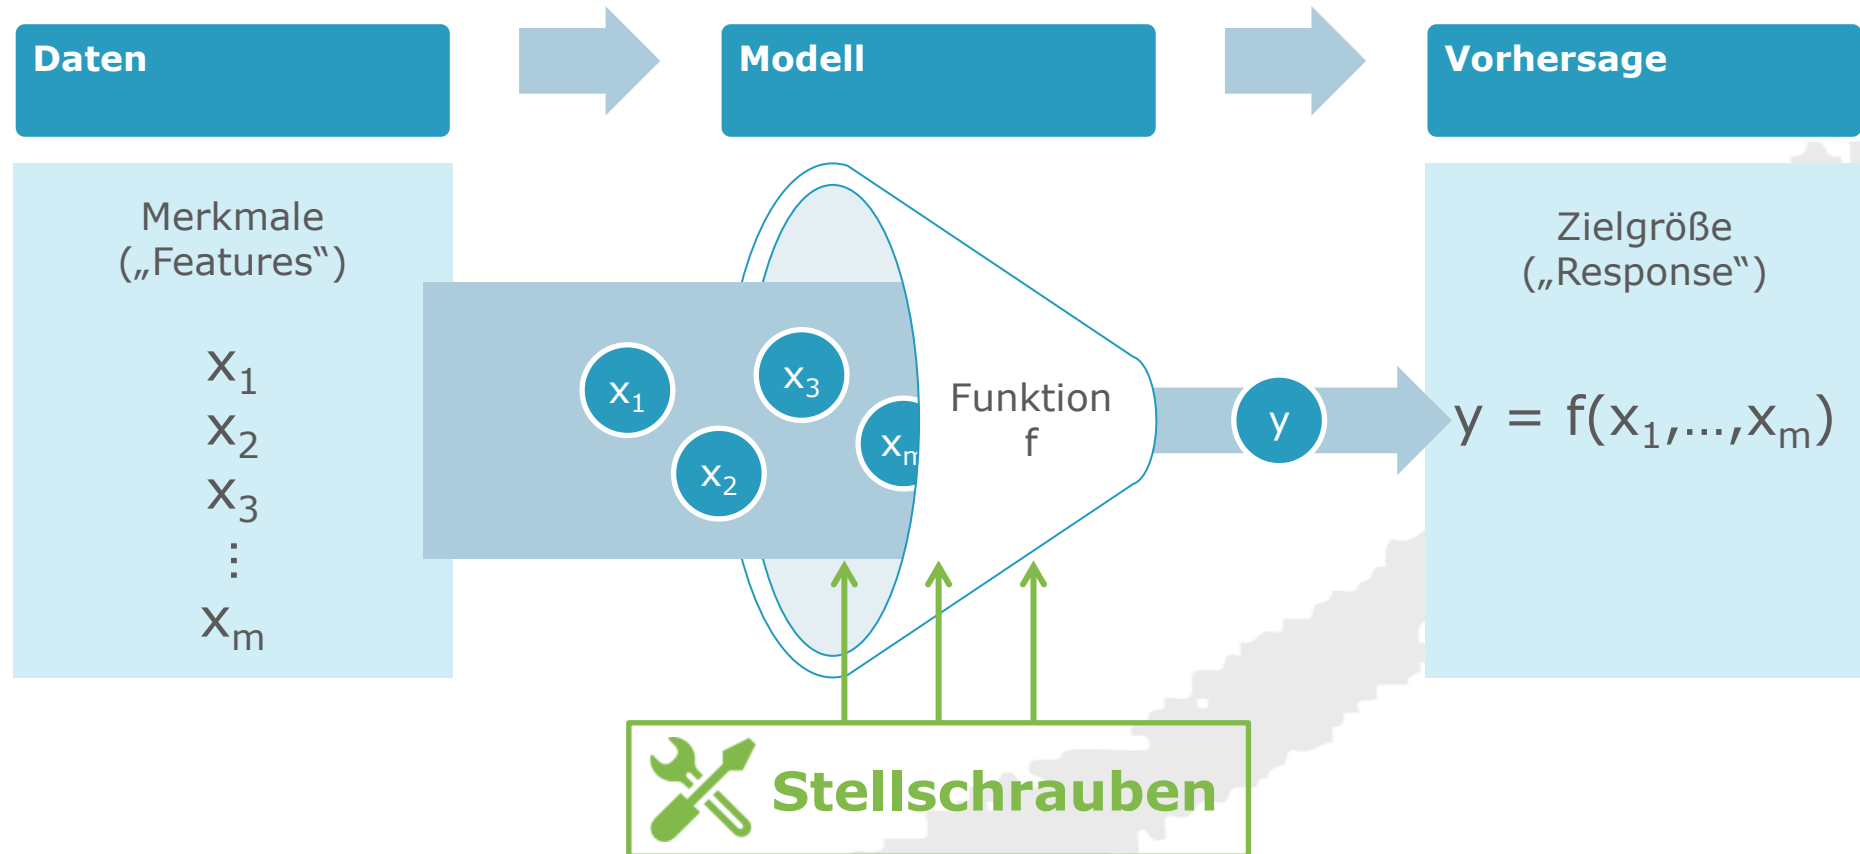 Daten
Modell
Vorhersage
Merkmale
(„Features“)
x₁
x₂
x₃
⋮
xₘ
x₁
x₂
x₃
xₘ
Funktion
f
y
Zielgröße
(„Response“)
y = f(x₁,…,xₘ)
Stellschrauben